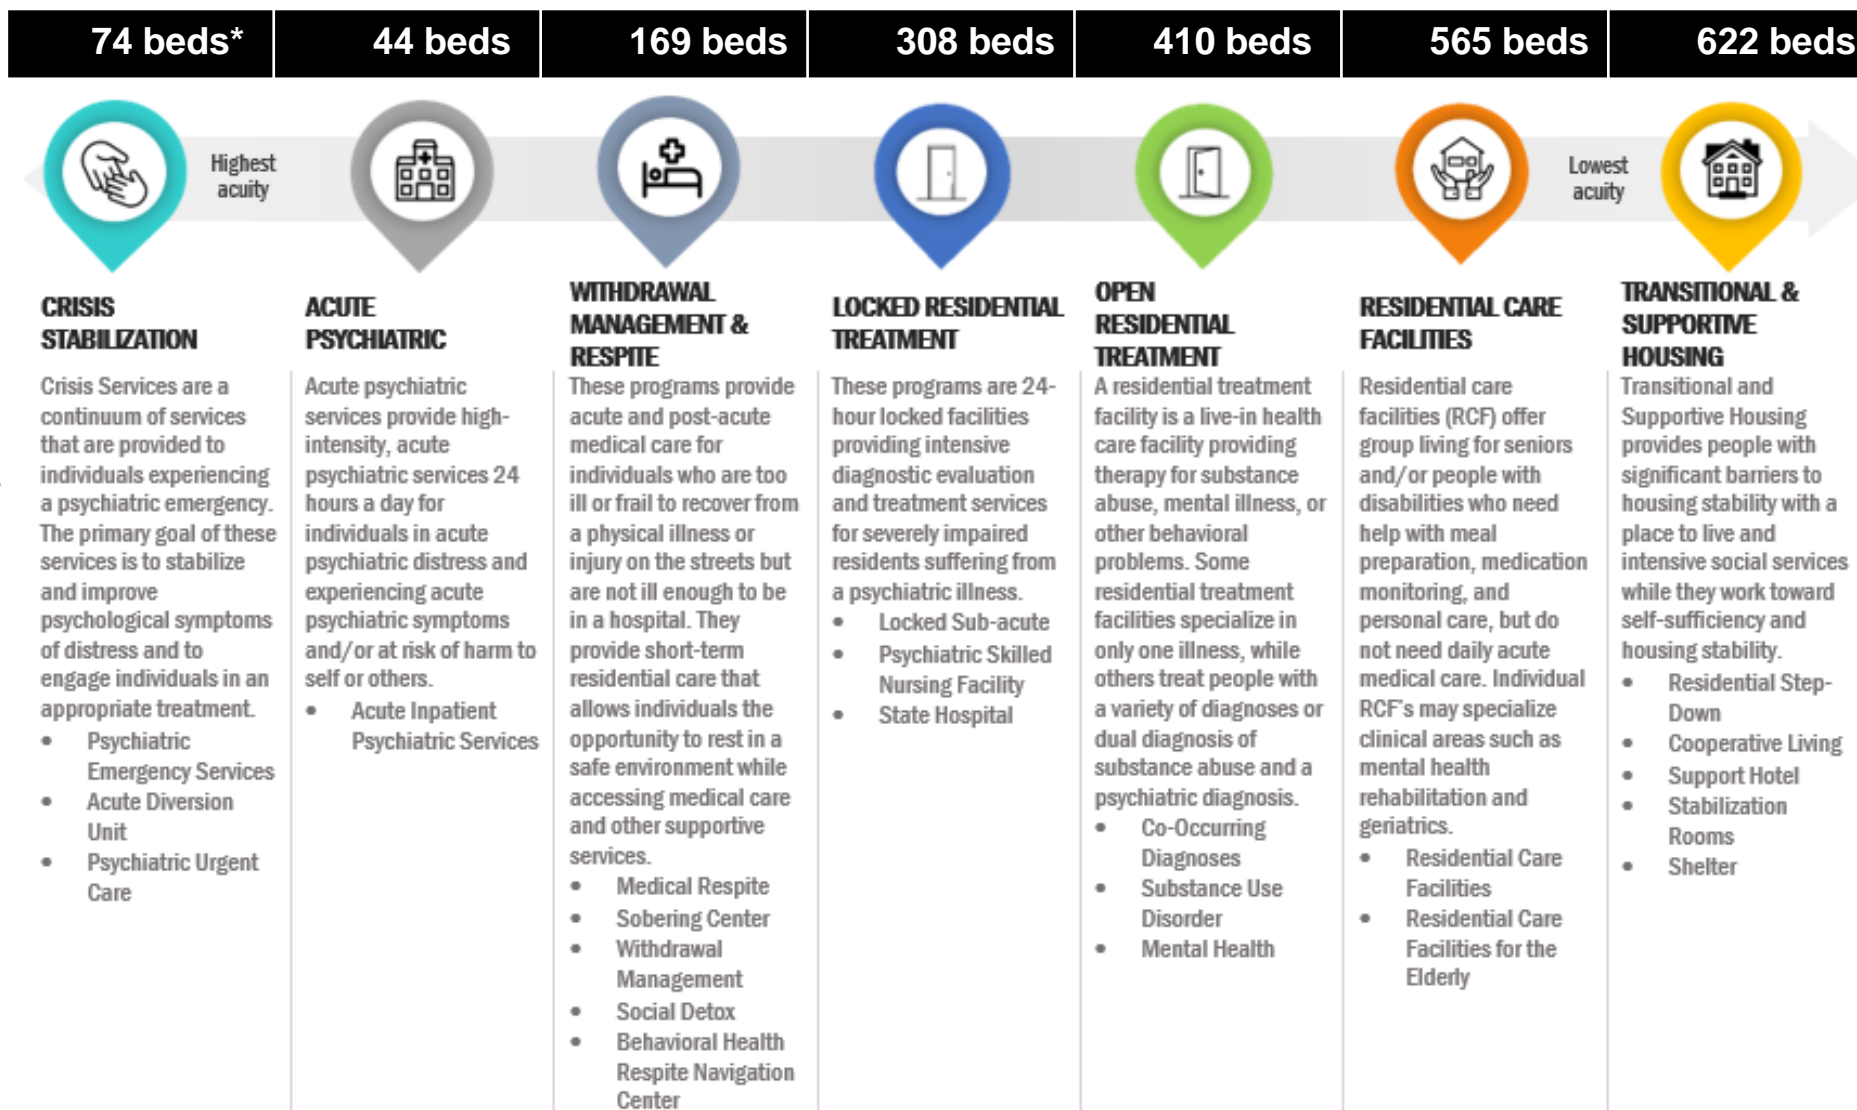 74 beds*
44 beds
169 beds
308 beds
410 beds
565 beds
622 beds
Highest
acuity
Lowest
acuity
CRISIS
STABILIZATION
Crisis Services are a
continuum of services
that are provided to
individuals experiencing
a psychiatric emergency.
The primary goal of these
services is to stabilize
and improve
psychological symptoms
of distress and to
engage individuals in an
appropriate treatment.
• Psychiatric
Emergency Services
• Acute Diversion
Unit
• Psychiatric Urgent
Care
ACUTE
PSYCHIATRIC
Acute psychiatric
services provide high-
intensity, acute
psychiatric services 24
hours a day for
individuals in acute
psychiatric distress and
experiencing acute
psychiatric symptoms
and/or at risk of harm to
self or others.
• Acute Inpatient
Psychiatric Services
WITHDRAWAL
MANAGEMENT &
RESPITE
These programs provide
acute and post-acute
medical care for
individuals who are too
ill or frail to recover from
a physical illness or
injury on the streets but
are not ill enough to be
in a hospital. They
provide short-term
residential care that
allows individuals the
opportunity to rest in a
safe environment while
accessing medical care
and other supportive
services.
• Medical Respite
• Sobering Center
• Withdrawal
Management
• Social Detox
• Behavioral Health
Respite Navigation
Center
LOCKED RESIDENTIAL
TREATMENT
These programs are 24-
hour locked facilities
providing intensive
diagnostic evaluation
and treatment services
for severely impaired
residents suffering from
a psychiatric illness.
• Locked Sub-acute
• Psychiatric Skilled
Nursing Facility
• State Hospital
OPEN
RESIDENTIAL
TREATMENT
A residential treatment
facility is a live-in health
care facility providing
therapy for substance
abuse, mental illness, or
other behavioral
problems. Some
residential treatment
facilities specialize in
only one illness, while
others treat people with
a variety of diagnoses or
dual diagnosis of
substance abuse and a
psychiatric diagnosis.
• Co-Occurring
Diagnoses
• Substance Use
Disorder
• Mental Health
RESIDENTIAL CARE
FACILITIES
Residential care
facilities (RCF) offer
group living for seniors
and/or people with
disabilities who need
help with meal
preparation, medication
monitoring, and
personal care, but do
not need daily acute
medical care. Individual
RCF's may specialize
clinical areas such as
mental health
rehabilitation and
geriatrics.
• Residential Care
Facilities
• Residential Care
Facilities for the
Elderly
TRANSITIONAL &
SUPPORTIVE
HOUSING
Transitional and
Supportive Housing
provides people with
significant barriers to
housing stability with a
place to live and
intensive social services
while they work toward
self-sufficiency and
housing stability.
• Residential Step-
Down
• Cooperative Living
• Support Hotel
• Stabilization
Rooms
• Shelter